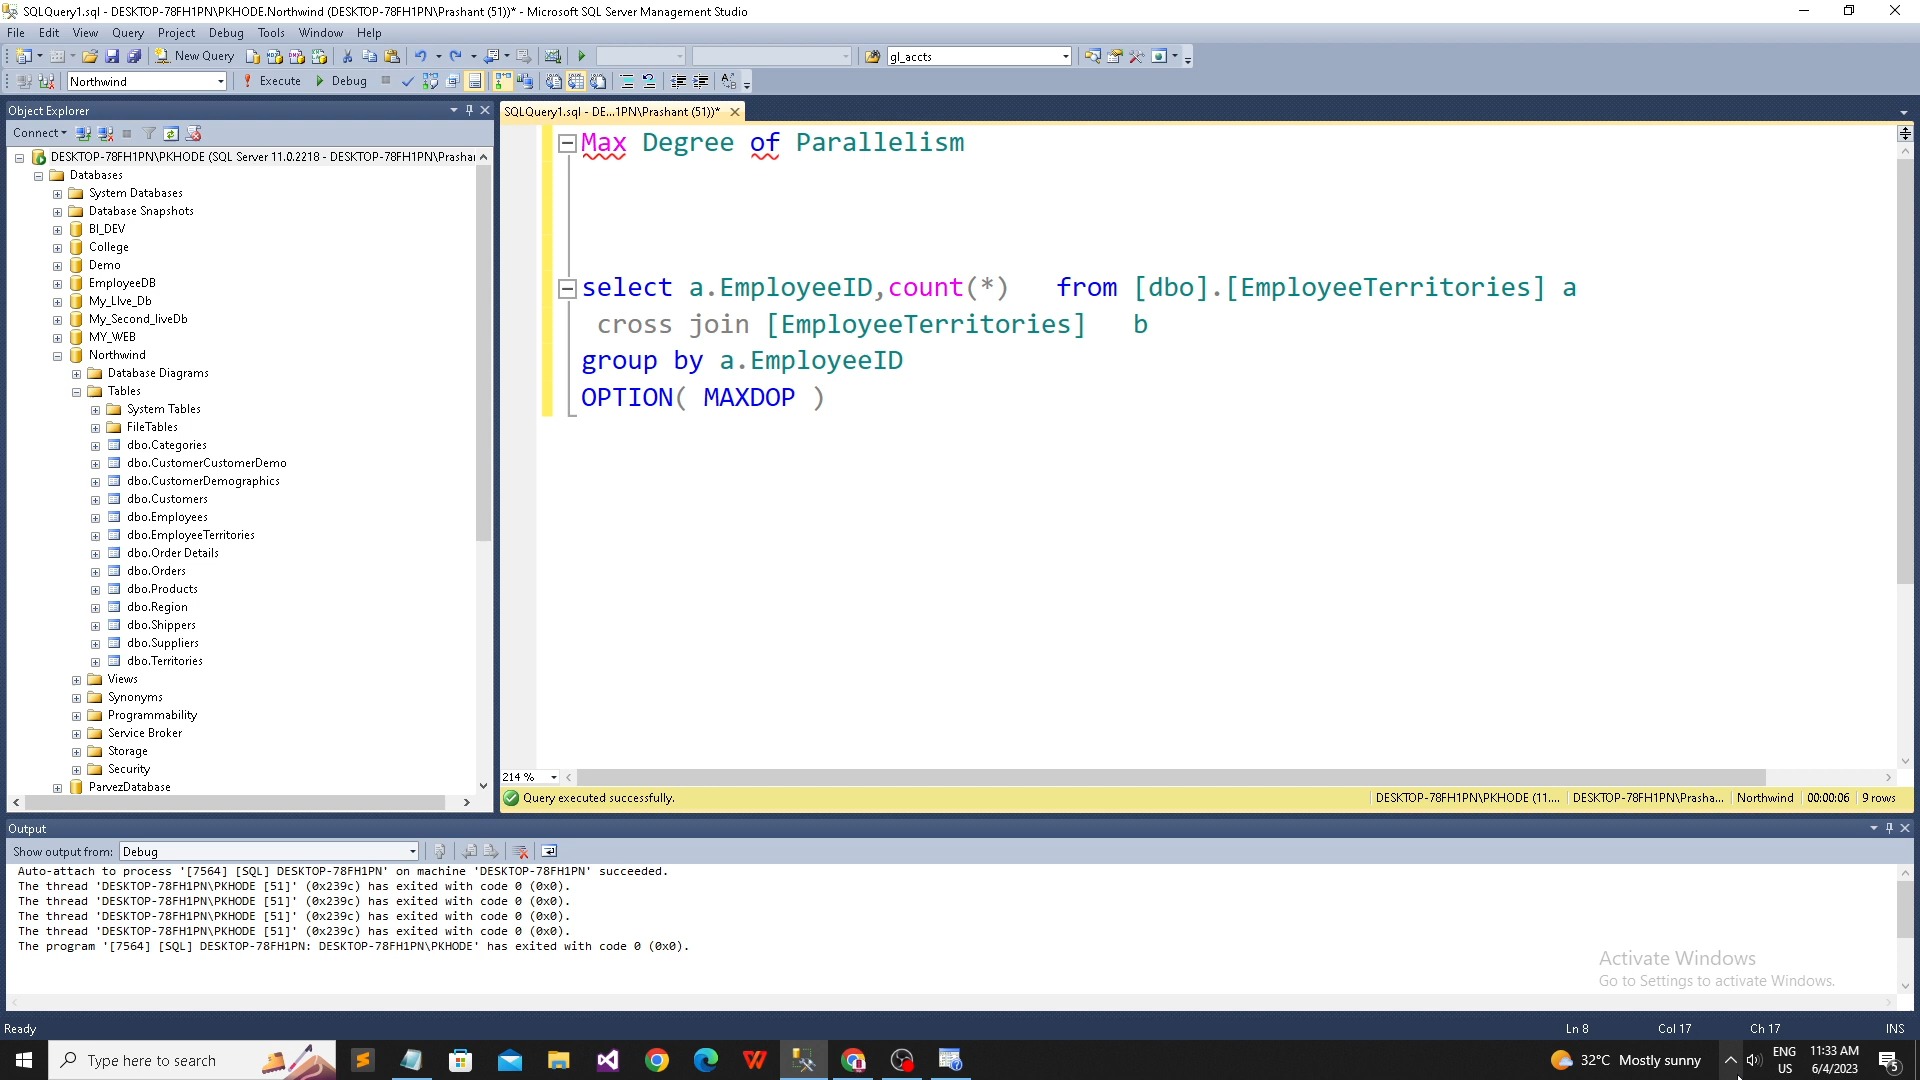 SQLQuery1.sql - DESKTOP-78FH1PN\PKHODE.Northwind (DESKTOP-78FH1PN\Prashant (51))* - Microsoft SQL Server Management Studio
File Edit View Query Project Debug Tools Window Help
New Query gl_accts
Northwind Execute Debug
Object Explorer
Connect
DESKTOP-78FH1PN\PKHODE (SQL Server 11.0.2218 - DESKTOP-78FH1PN\Prashar
Databases
System Databases
Database Snapshots
BI_DEV
College
Demo
EmployeeDB
My_LIve_Db
My_Second_liveDb
MY_WEB
Northwind
Database Diagrams
Tables
System Tables
FileTables
dbo.Categories
dbo.CustomerCustomerDemo
dbo.CustomerDemographics
dbo.Customers
dbo.Employees
dbo.EmployeeTerritories
dbo.Order Details
dbo.Orders
dbo.Products
dbo.Region
dbo.Shippers
dbo.Suppliers
dbo.Territories
Views
Synonyms
Programmability
Service Broker
Storage
Security
ParvezDatabase
SQLQuery1.sql - DE...1PN\Prashant (51))*
Max Degree of Parallelism
select a.EmployeeID,count(*) from [dbo].[EmployeeTerritories] a
cross join [EmployeeTerritories] b
group by a.EmployeeID
OPTION( MAXDOP )
214 %
Query executed successfully. DESKTOP-78FH1PN\PKHODE (11.... DESKTOP-78FH1PN\Prasha... Northwind 00:00:06 9 rows
Output
Show output from: Debug
Auto-attach to process '[7564] [SQL] DESKTOP-78FH1PN' on machine 'DESKTOP-78FH1PN' succeeded.
The thread 'DESKTOP-78FH1PN\PKHODE [51]' (0x239c) has exited with code 0 (0x0).
The thread 'DESKTOP-78FH1PN\PKHODE [51]' (0x239c) has exited with code 0 (0x0).
The thread 'DESKTOP-78FH1PN\PKHODE [51]' (0x239c) has exited with code 0 (0x0).
The thread 'DESKTOP-78FH1PN\PKHODE [51]' (0x239c) has exited with code 0 (0x0).
The program '[7564] [SQL] DESKTOP-78FH1PN: DESKTOP-78FH1PN\PKHODE' has exited with code 0 (0x0).
Activate Windows
Go to Settings to activate Windows.
Ready Ln 8 Col 17 Ch 17 INS
Type here to search
32°C Mostly sunny
ENG
US
11:33 AM
6/4/2023
5